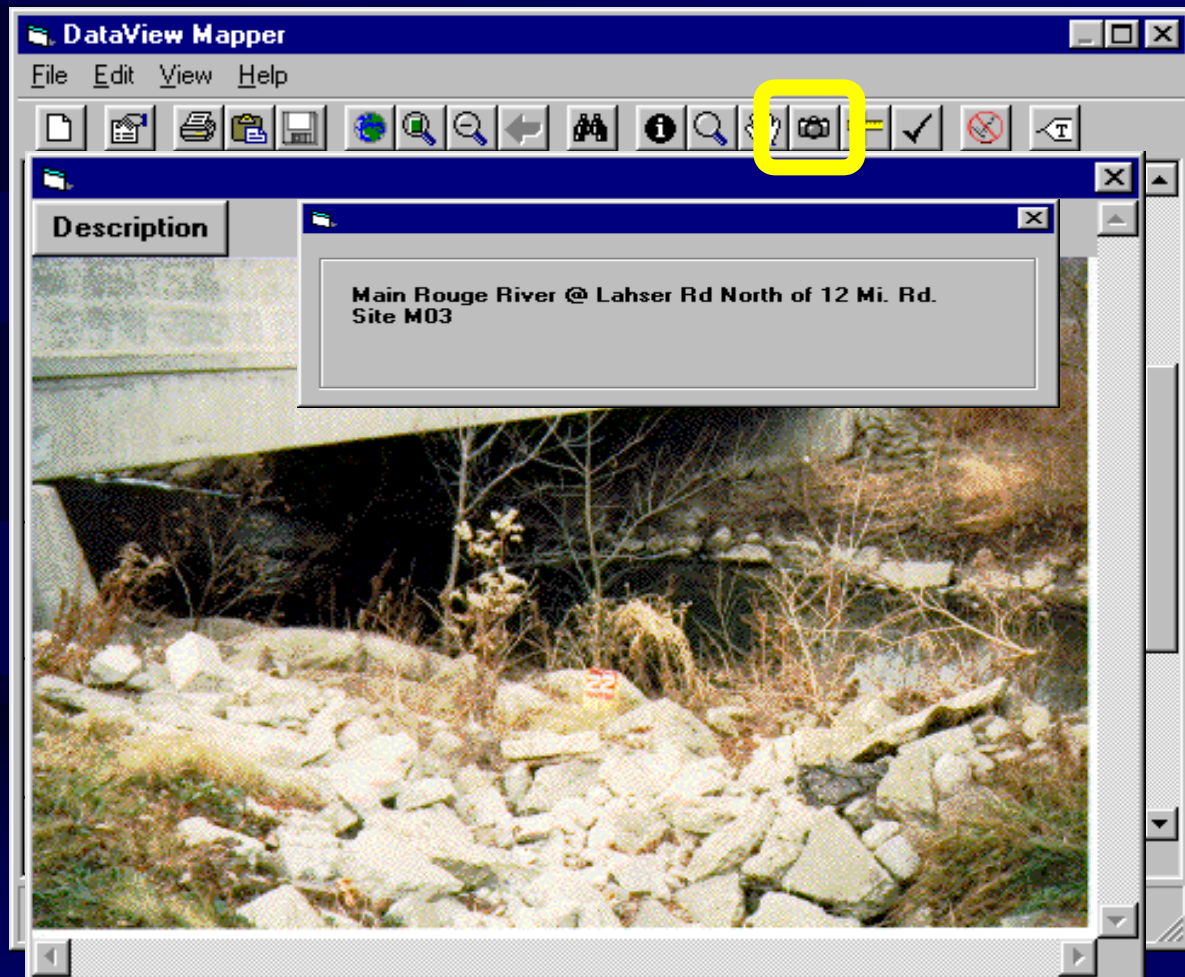 DataView Mapper
File Edit View Help
T
Description
Main Rouge River @ Lahser Rd North of 12 Mi. Rd.
Site M03